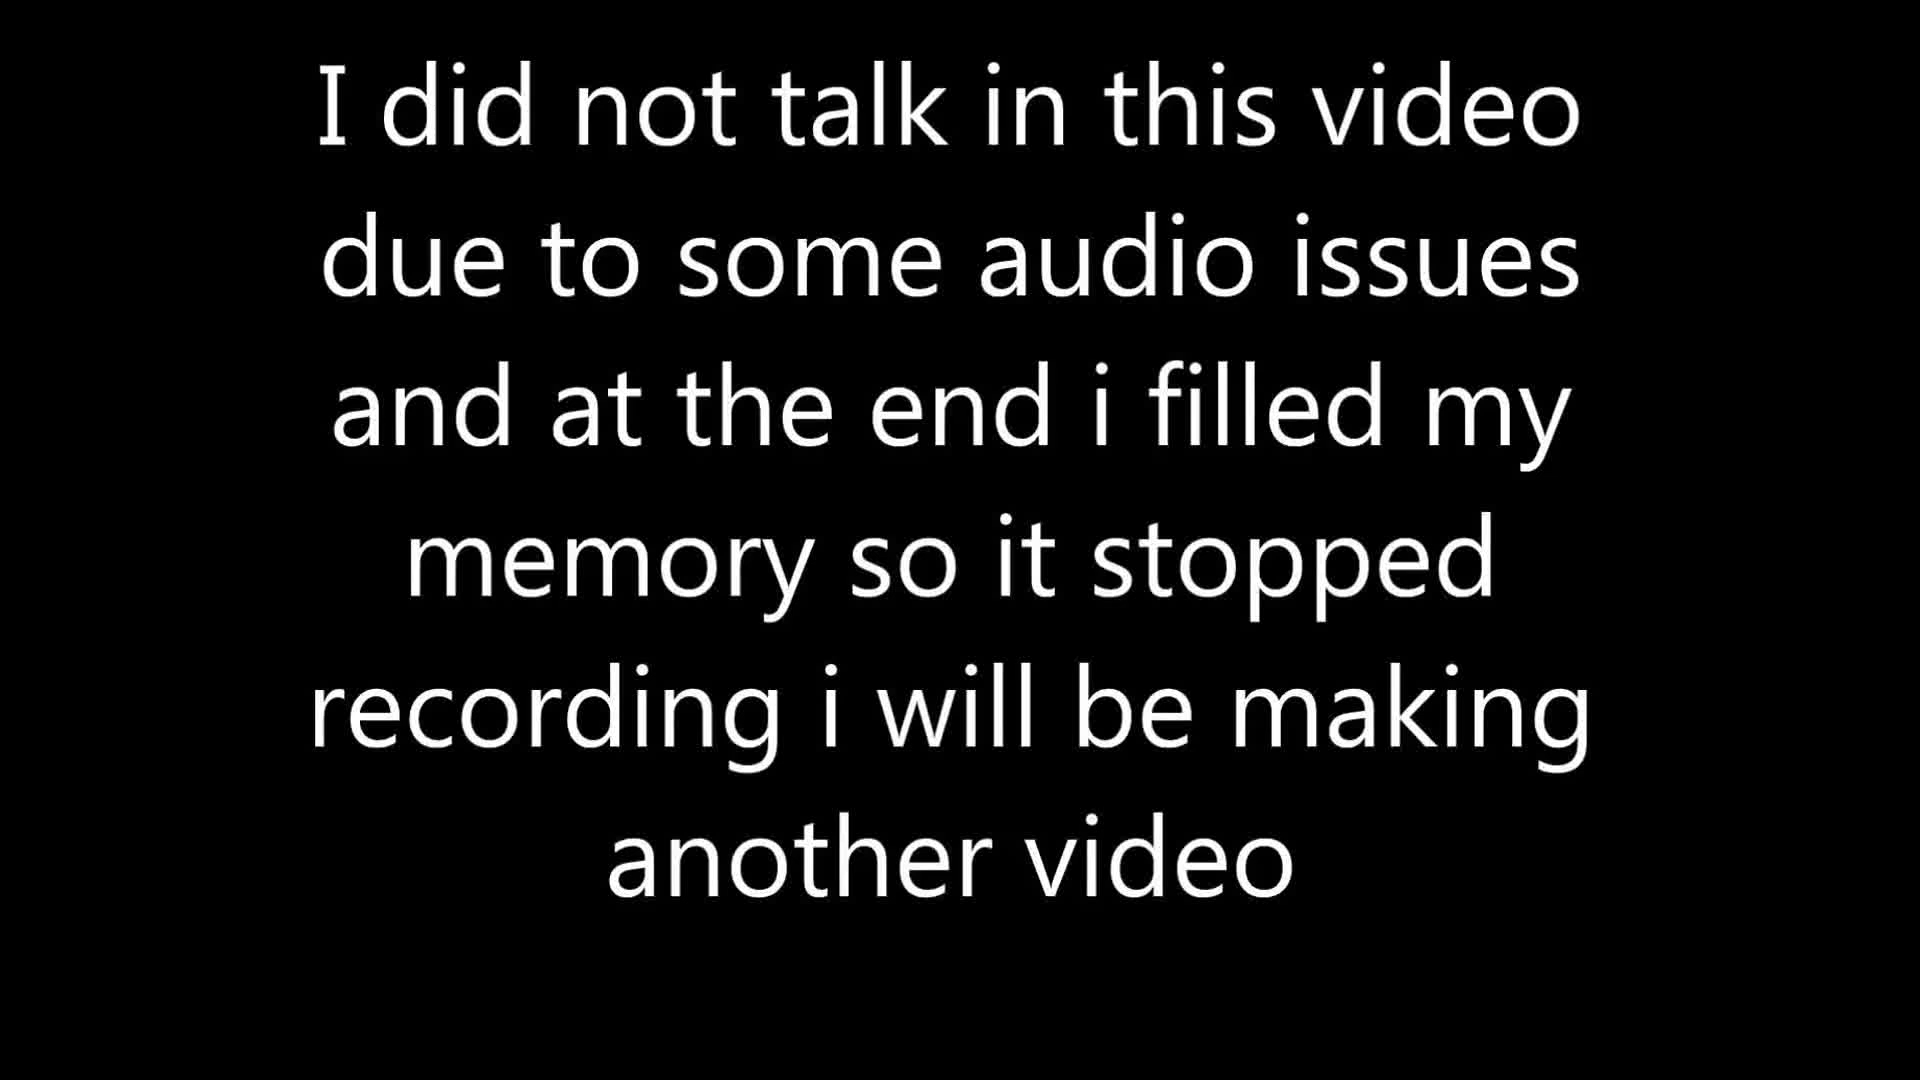 I did not talk in this video
due to some audio issues
and at the end i filled my
memory so it stopped
recording i will be making
another video